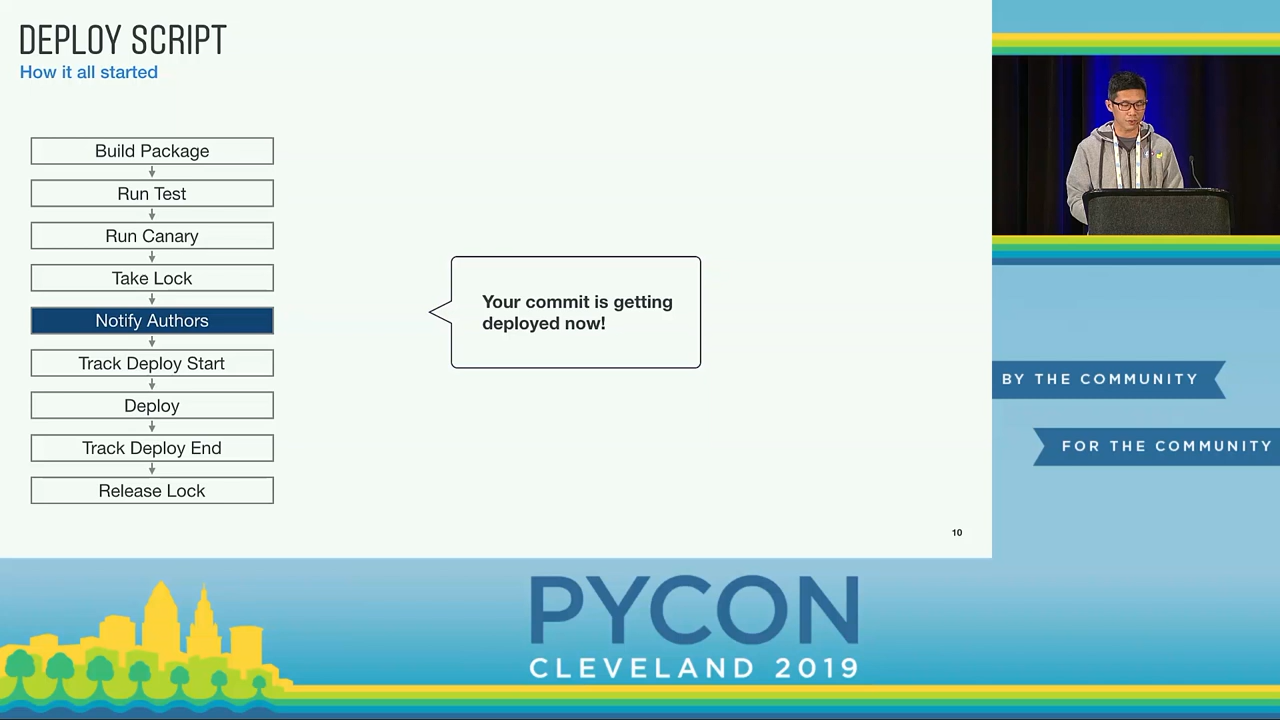 DEPLOY SCRIPT
How it all started
Build Package
Run Test
Run Canary
Take Lock
Notify Authors
Track Deploy Start
Deploy
Track Deploy End
Release Lock
Your commit is getting
deployed now!
10
BY THE COMMUNITY
FOR THE COMMUNITY
PYCON
CLEVELAND 2019